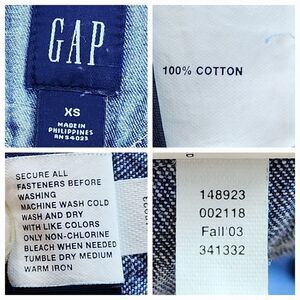 GAP
XS
MADE IN
PHILIPPINES
RN 54023
100% COTTON
SECURE ALL
FASTENERS BEFORE
WASHING
MACHINE WASH COLD
WASH AND DRY
WITH LIKE COLORS
ONLY NON-CHLORINE
BLEACH WHEN NEEDED
TUMBLE DRY MEDIUM
WARM IRON
148923
002118
Fall'03
341332